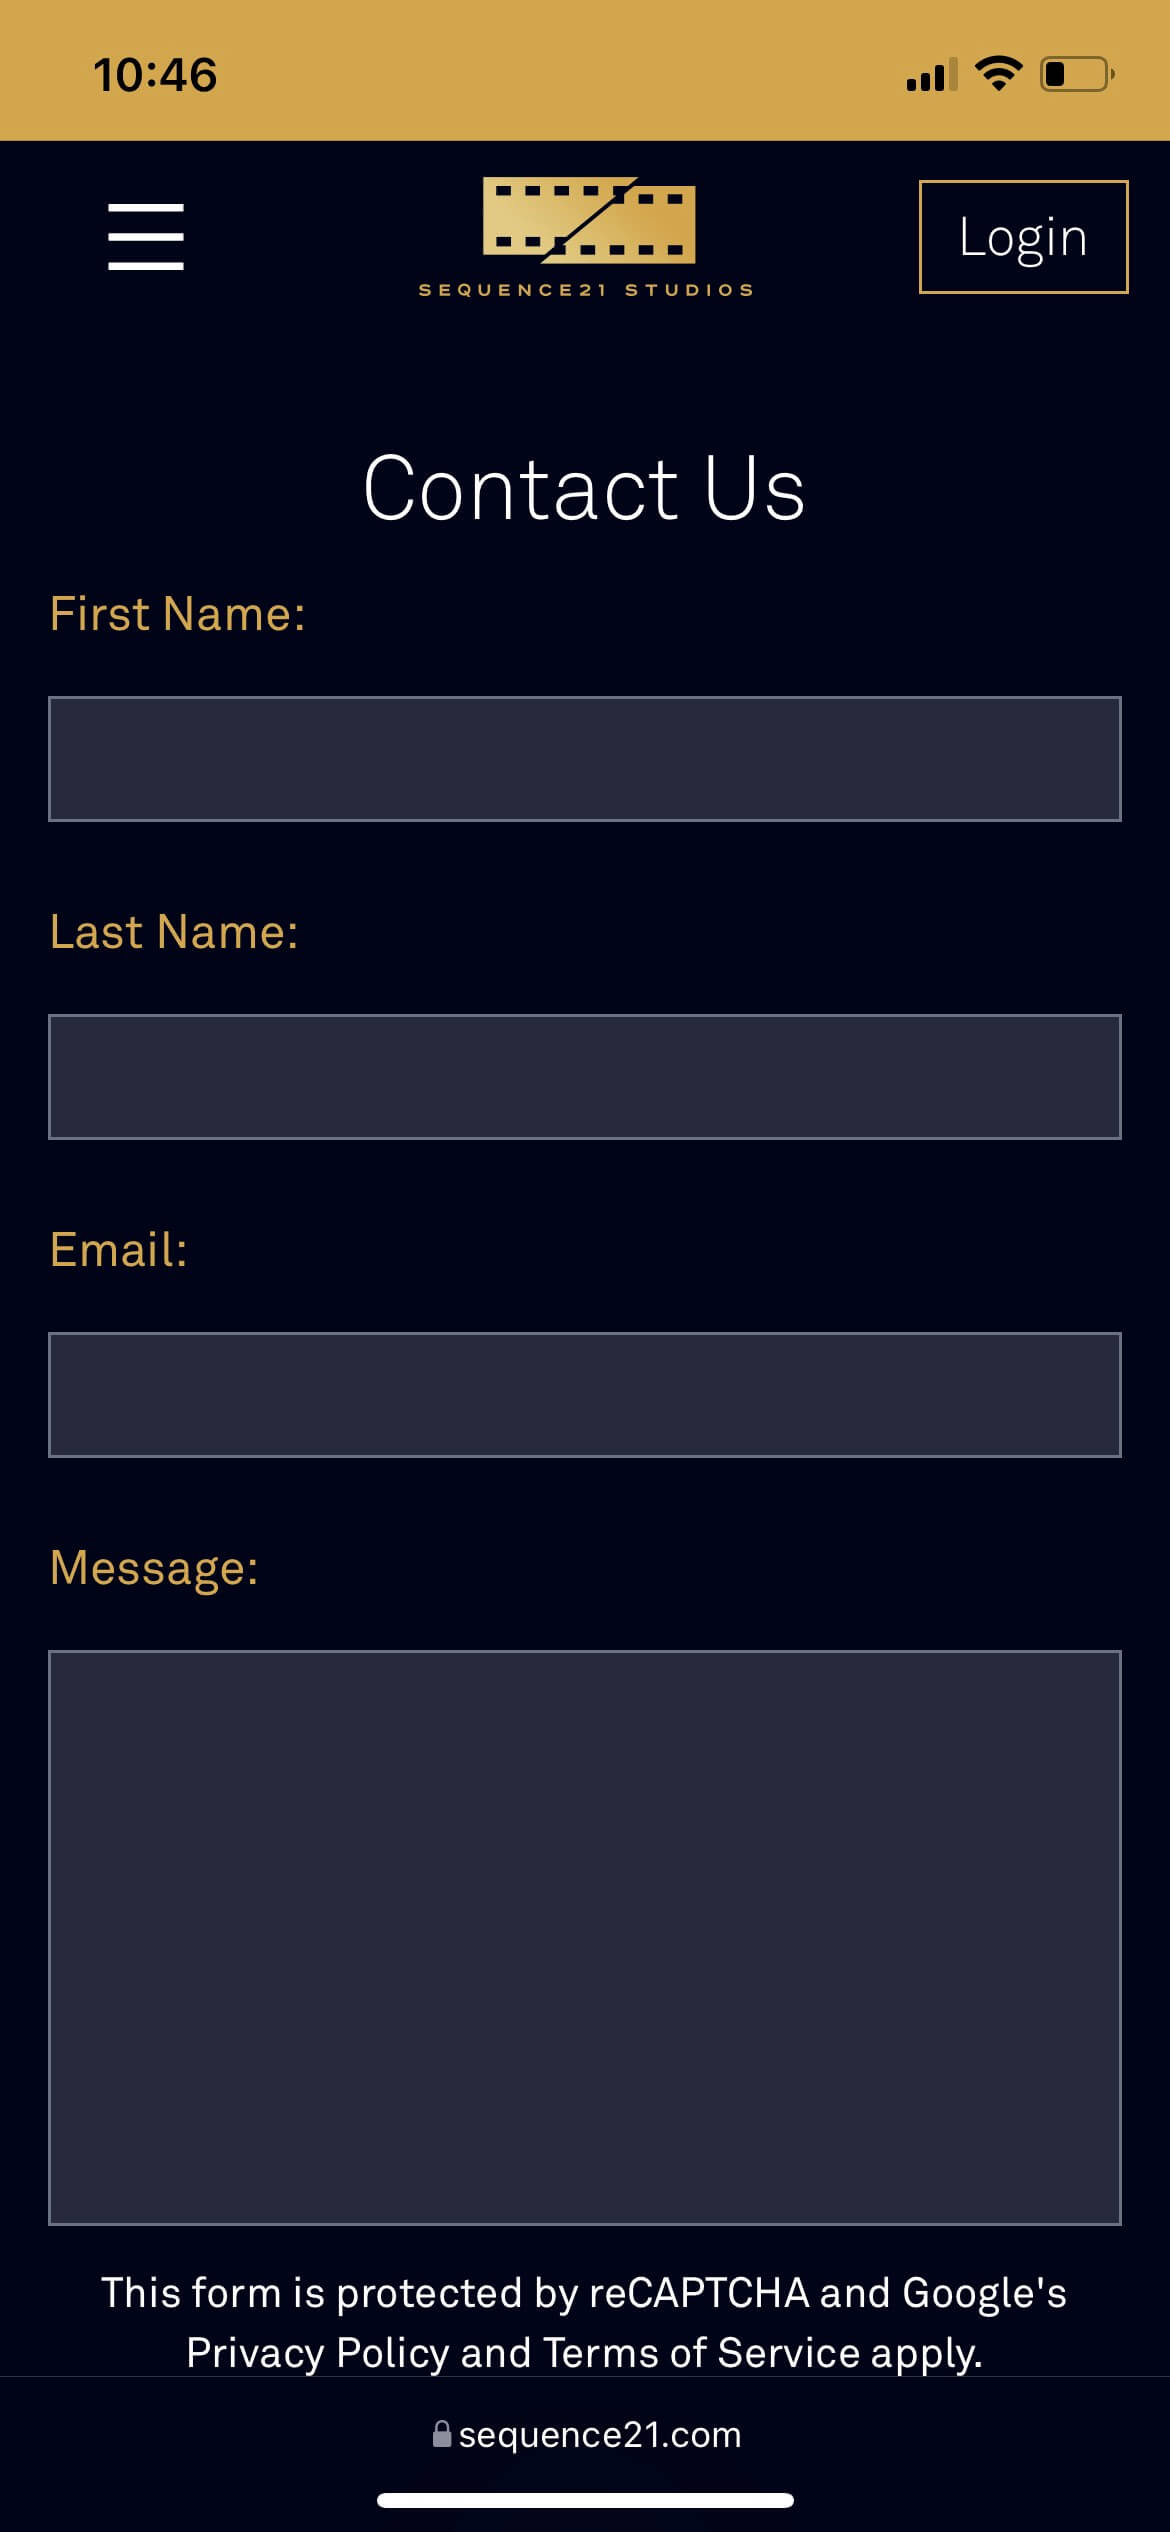 10:46
Login
SEQUENCE21 STUDIOS
Contact Us
First Name:
Last Name:
Email:
Message:
This form is protected by reCAPTCHA and Google's
Privacy Policy and Terms of Service apply.
sequence21.com